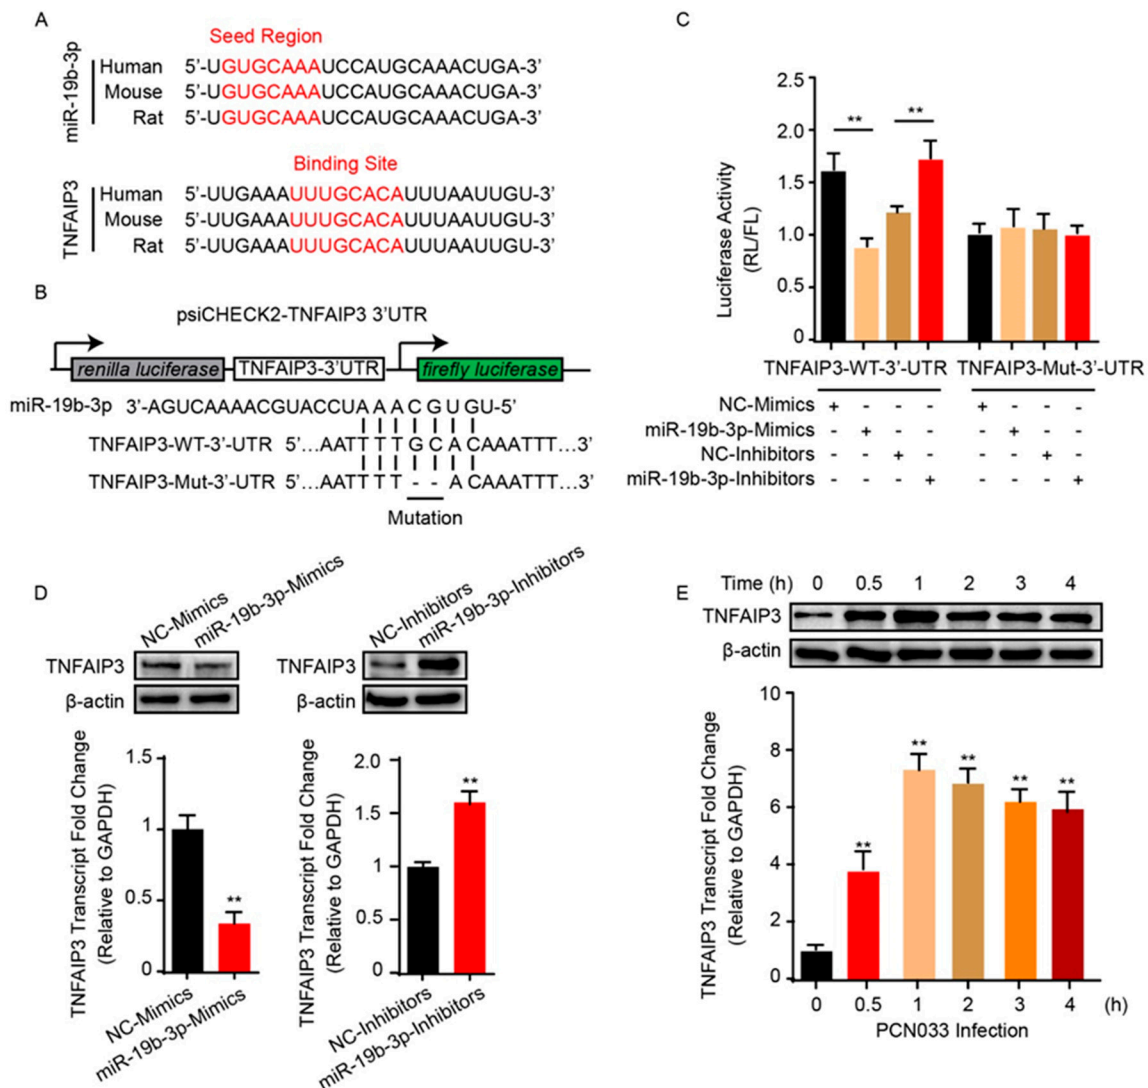 A
Seed Region
miR-19b-3p
Human 5'-UGUGCAAAUCCAUGCAAACUGA-3'
Mouse 5'-UGUGCAAAUCCAUGCAAACUGA-3'
Rat 5'-UGUGCAAAUCCAUGCAAACUGA-3'
Binding Site
TNFAIP3
Human 5'-UUGAAAUUUGCACAUUUAAUUGU-3'
Mouse 5'-UUGAAAUUUGCACAUUUAAUUGU-3'
Rat 5'-UUGAAAUUUGCACAUUUAAUUGU-3'
B
psiCHECK2-TNFAIP3 3'UTR
renilla luciferase TNFAIP3-3'UTR firefly luciferase
miR-19b-3p 3'-AGUCAAAACGUACCUAAACGUGU-5'
TNFAIP3-WT-3'-UTR 5'...AATTTTGCACAAATTT...3'
TNFAIP3-Mut-3'-UTR 5'...AATTTT--ACAAATTT...3'
Mutation
C
Luciferase Activity
(RL/FL)
2.5
2.0
1.5
1.0
0.5
0
** **
TNFAIP3-WT-3'-UTR TNFAIP3-Mut-3'-UTR
NC-Mimics + - - - + - - -
miR-19b-3p-Mimics - + - - - + - -
NC-Inhibitors - - + - - - + -
miR-19b-3p-Inhibitors - - - + - - - +
D
NC-Mimics
miR-19b-3p-Mimics
TNFAIP3
β-actin
TNFAIP3 Transcript Fold Change
(Relative to GAPDH)
1.5
1
0.5
0
**
NC-Mimics
miR-19b-3p-Mimics
NC-Inhibitors
miR-19b-3p-Inhibitors
TNFAIP3
β-actin
TNFAIP3 Transcript Fold Change
(Relative to GAPDH)
2.0
1.5
1.0
0.5
0
**
NC-Inhibitors
miR-19b-3p-Inhibitors
E
Time (h) 0 0.5 1 2 3 4
TNFAIP3
β-actin
TNFAIP3 Transcript Fold Change
(Relative to GAPDH)
10
8
6
4
2
0
** ** ** ** **
0 0.5 1 2 3 4 (h)
PCN033 Infection